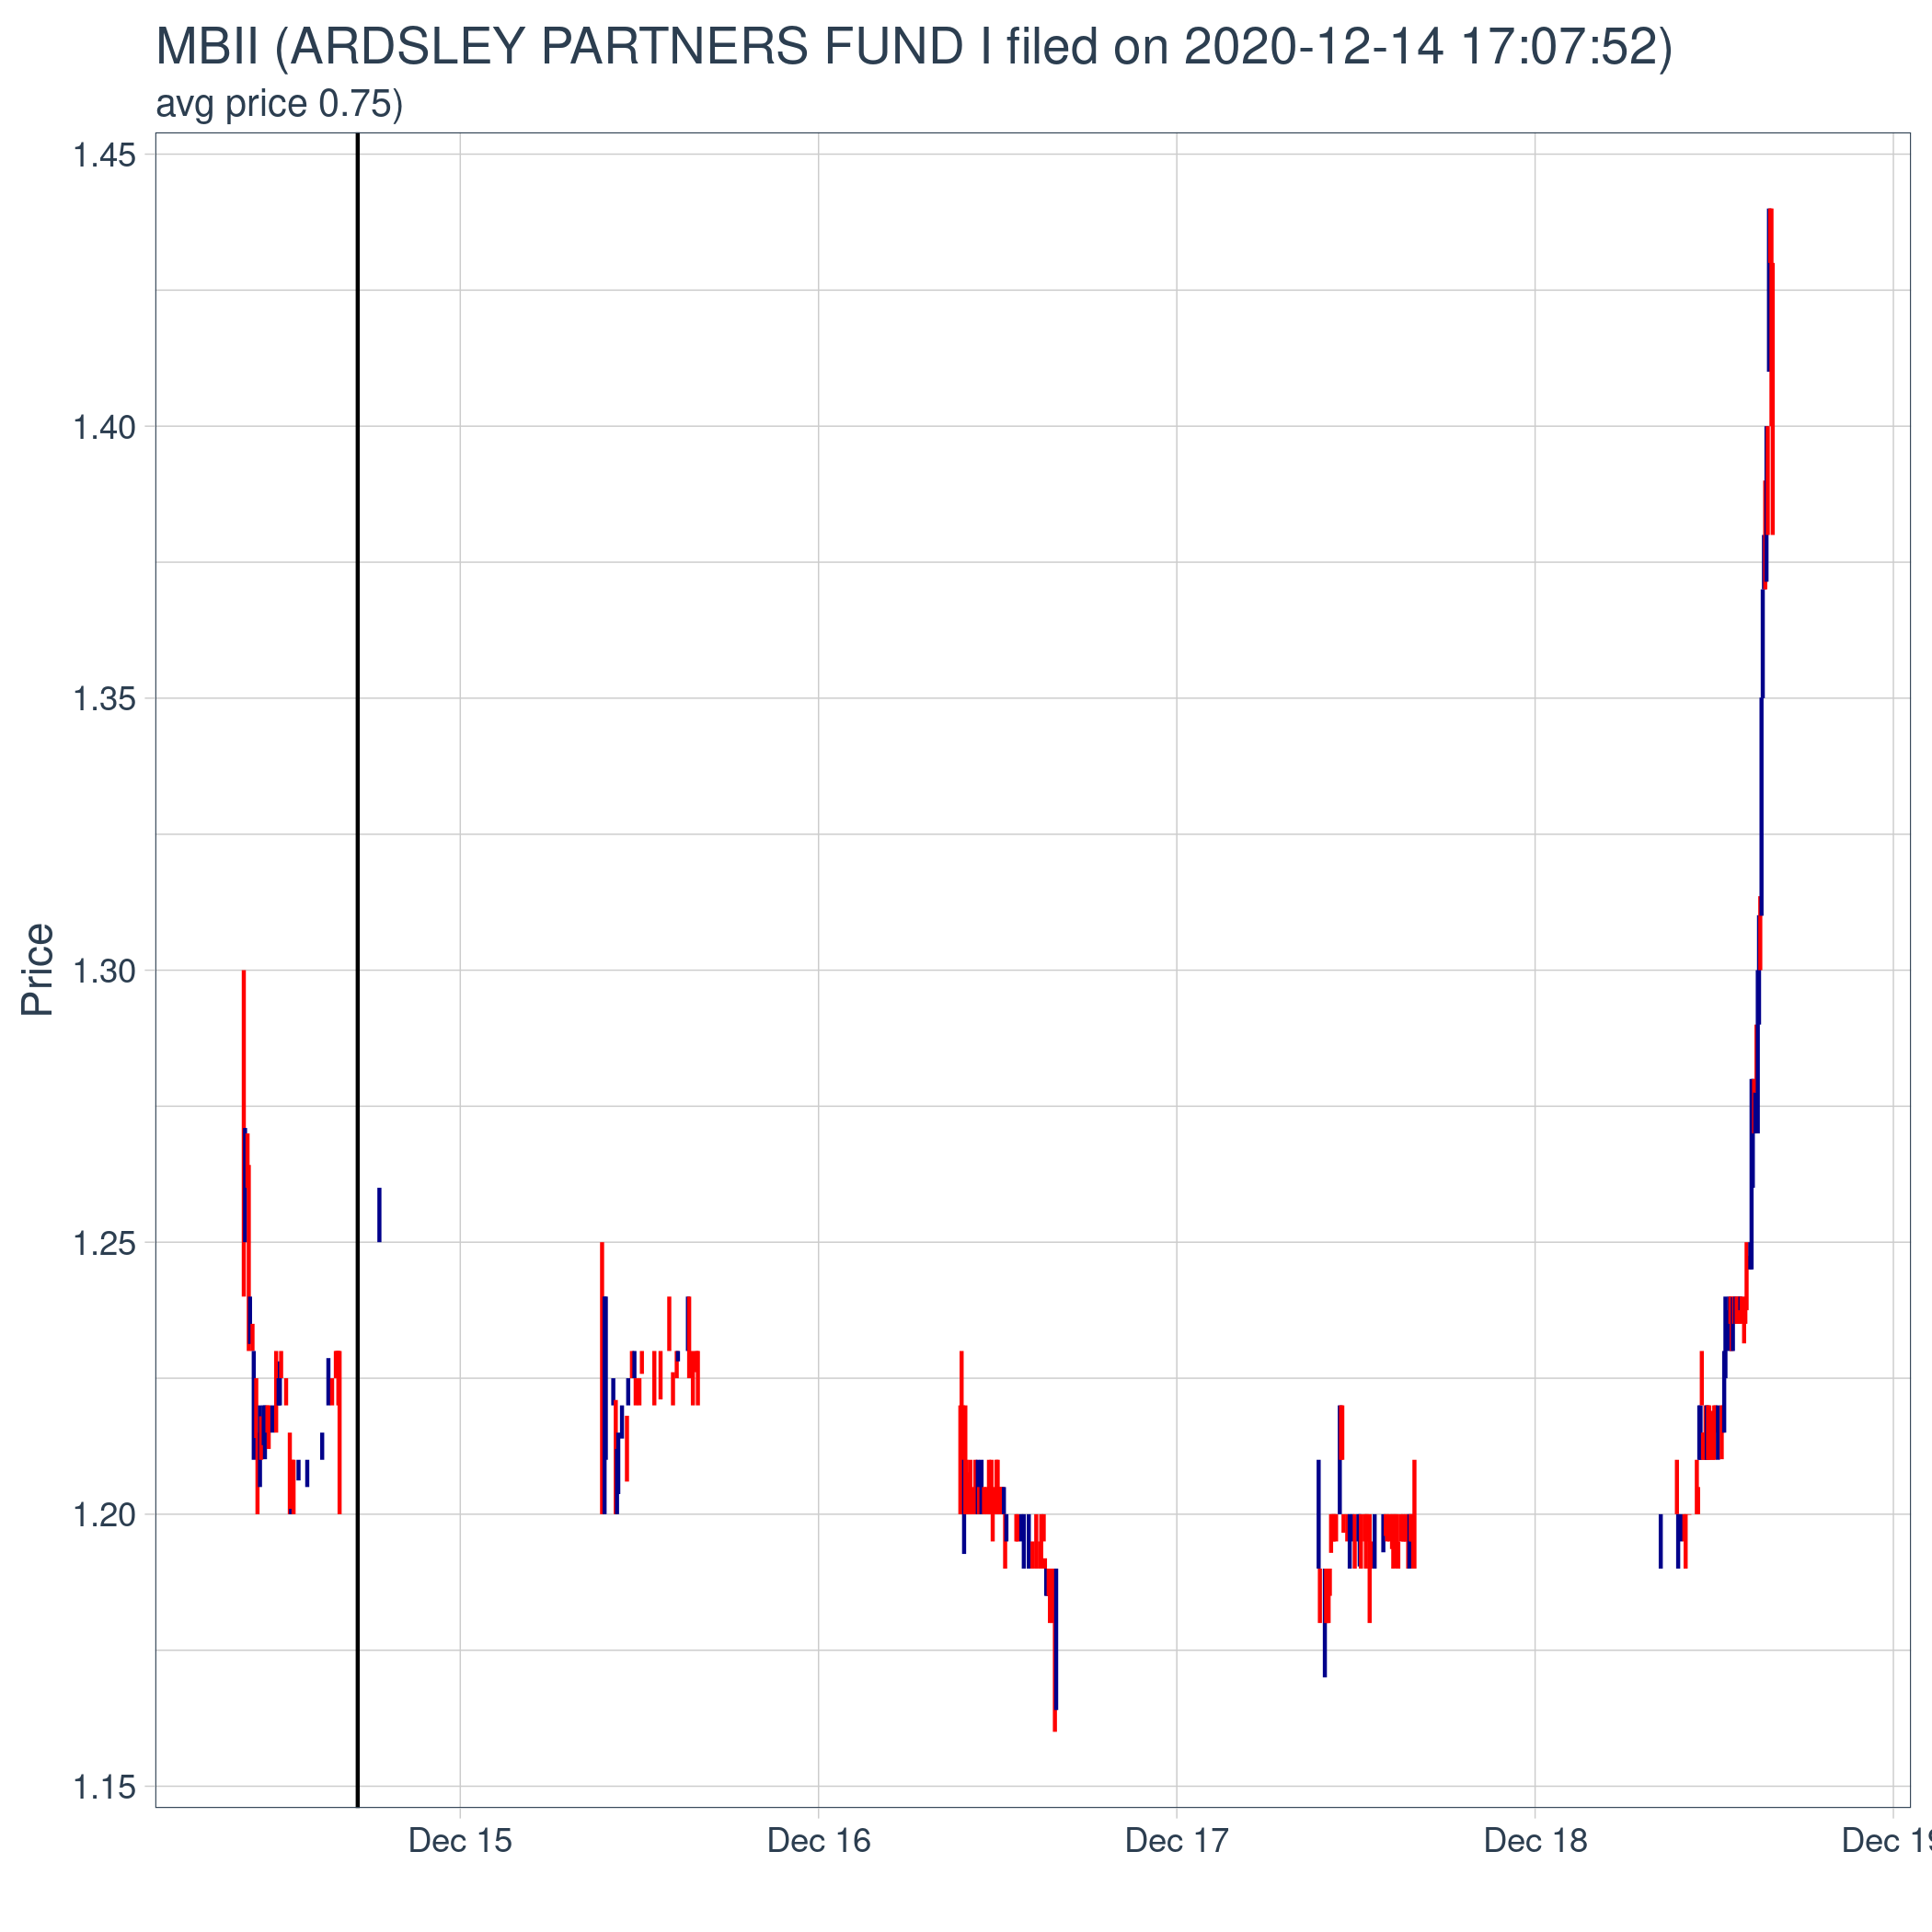 MBII (ARDSLEY PARTNERS FUND I filed on 2020-12-14 17:07:52)
avg price 0.75)
1.45
1.40
1.35
1.30
1.25
1.20
1.15
Price
Dec 15
Dec 16
Dec 17
Dec 18
Dec 19